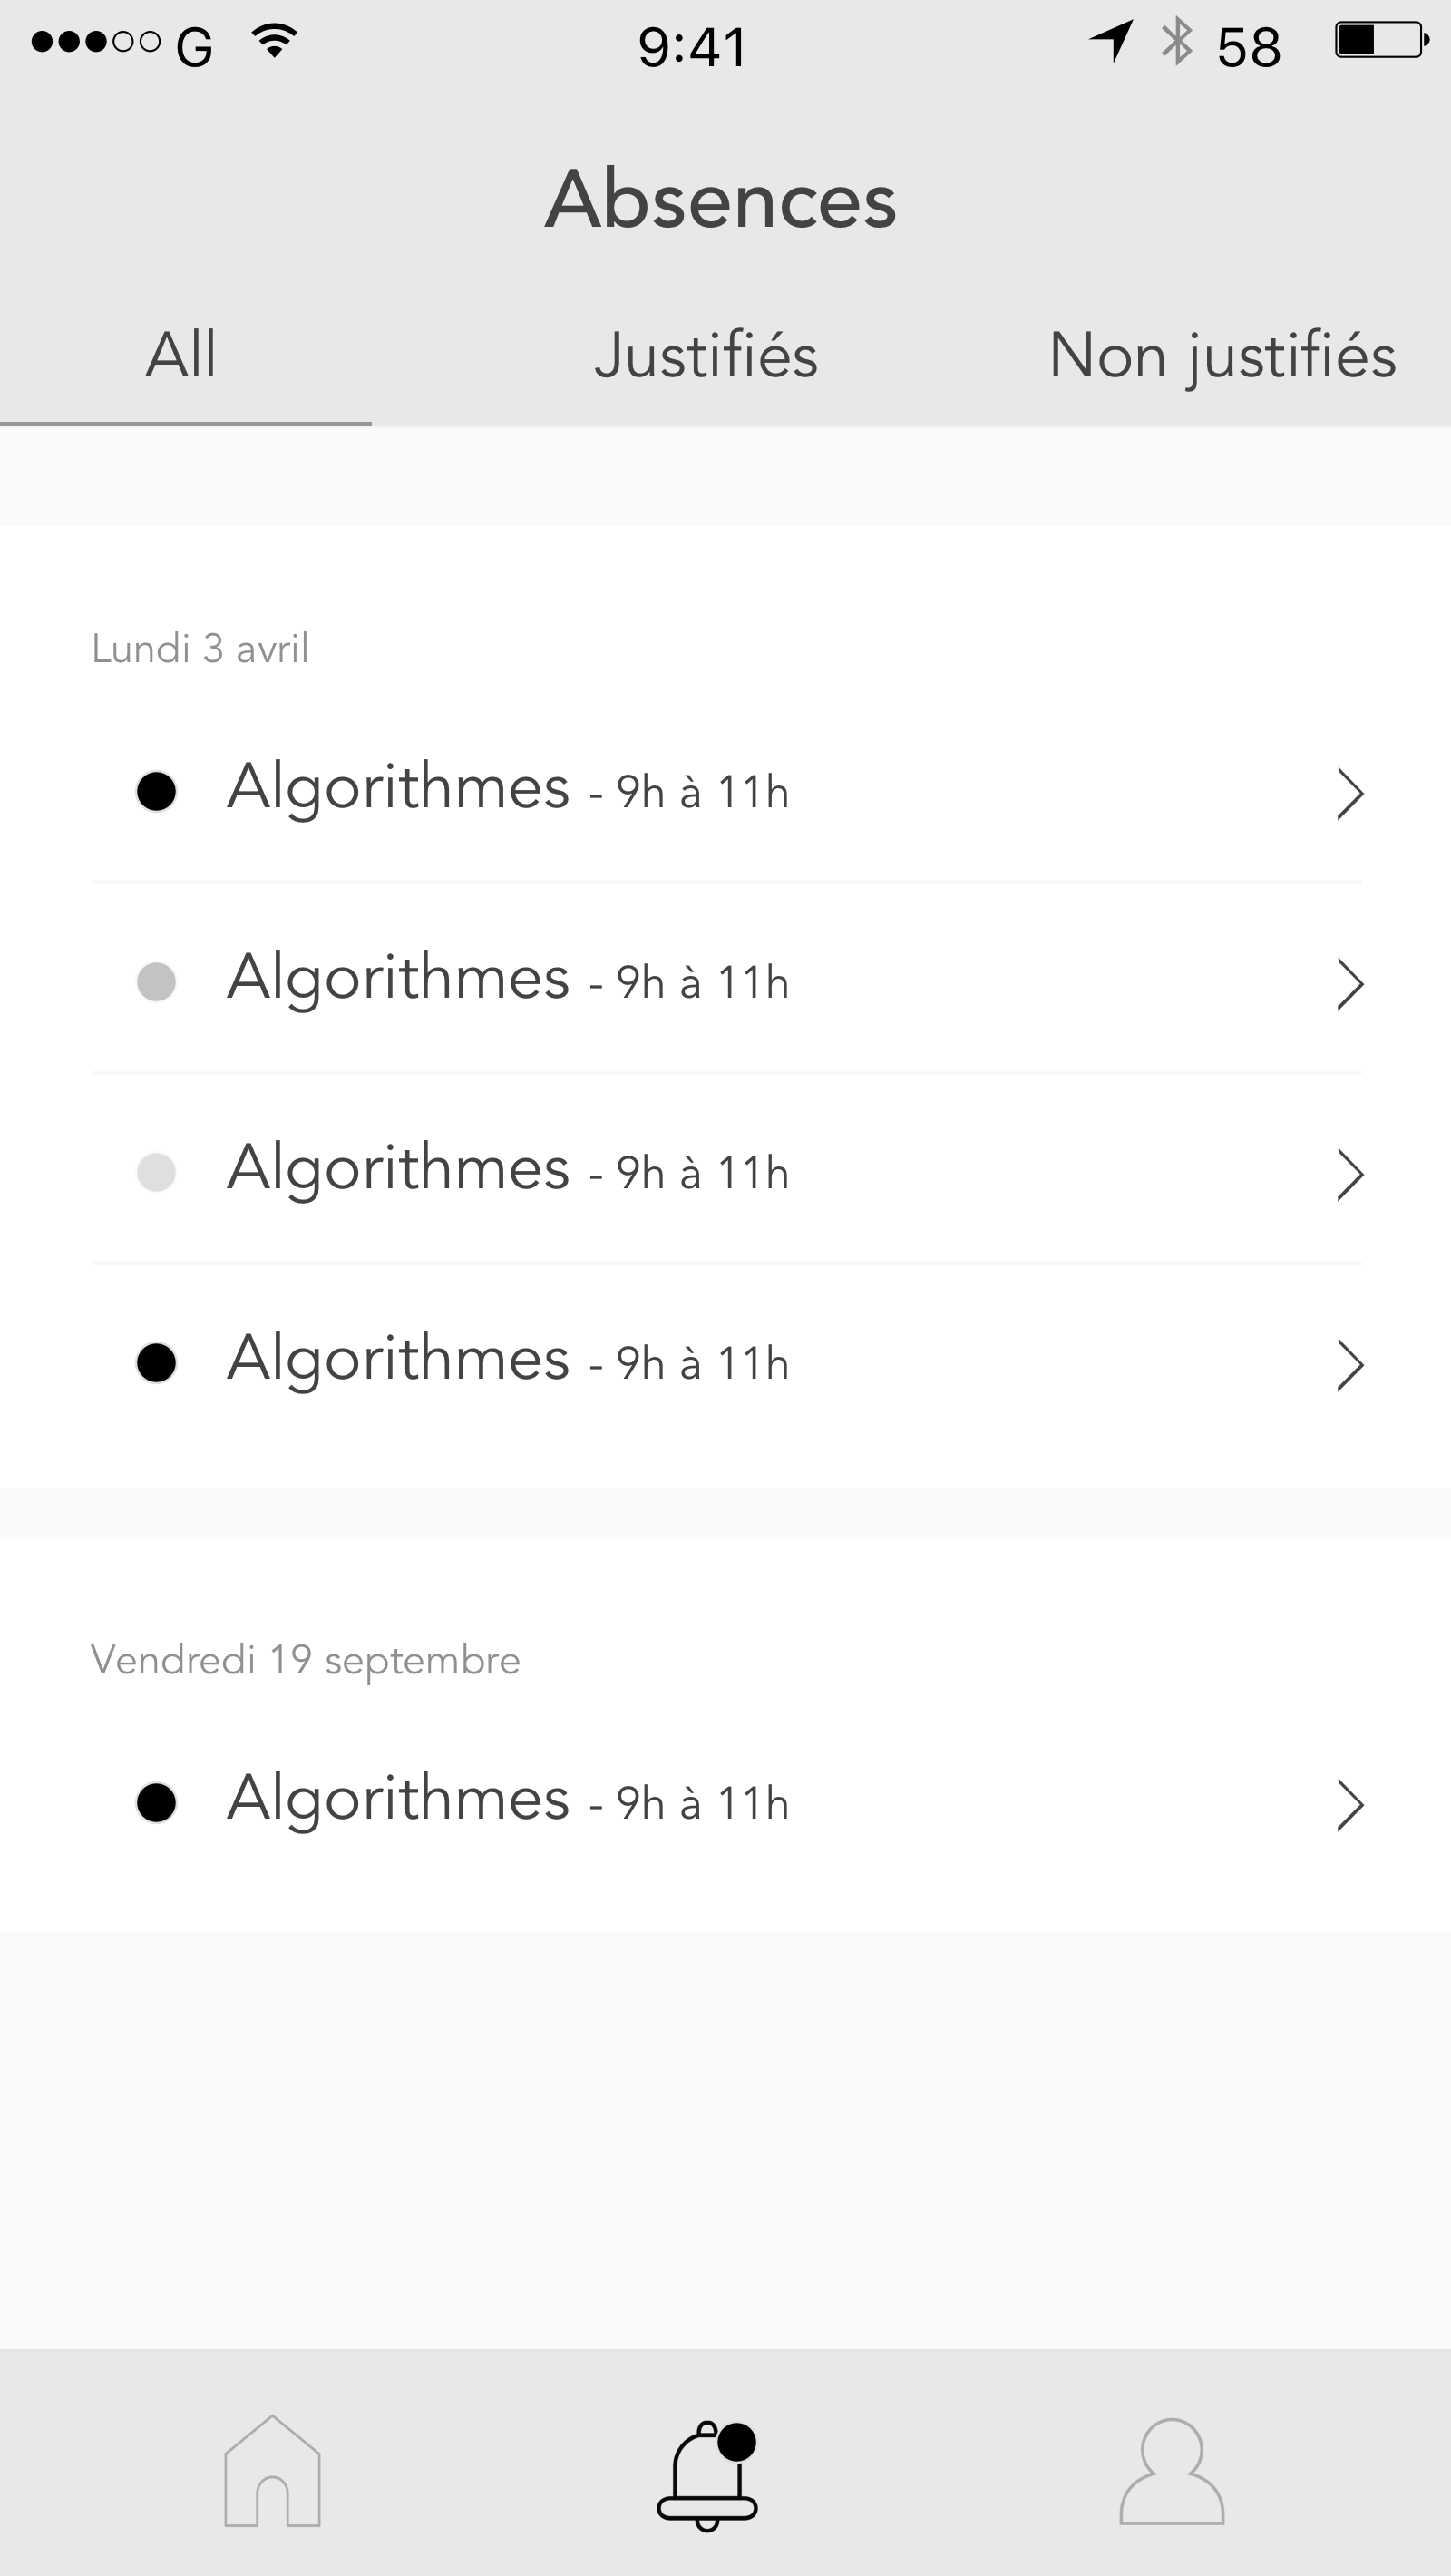 G 9:41 58
Absences
All Justifiés Non justifiés
Lundi 3 avril
Algorithmes - 9h à 11h
Algorithmes - 9h à 11h
Algorithmes - 9h à 11h
Algorithmes - 9h à 11h
Vendredi 19 septembre
Algorithmes - 9h à 11h